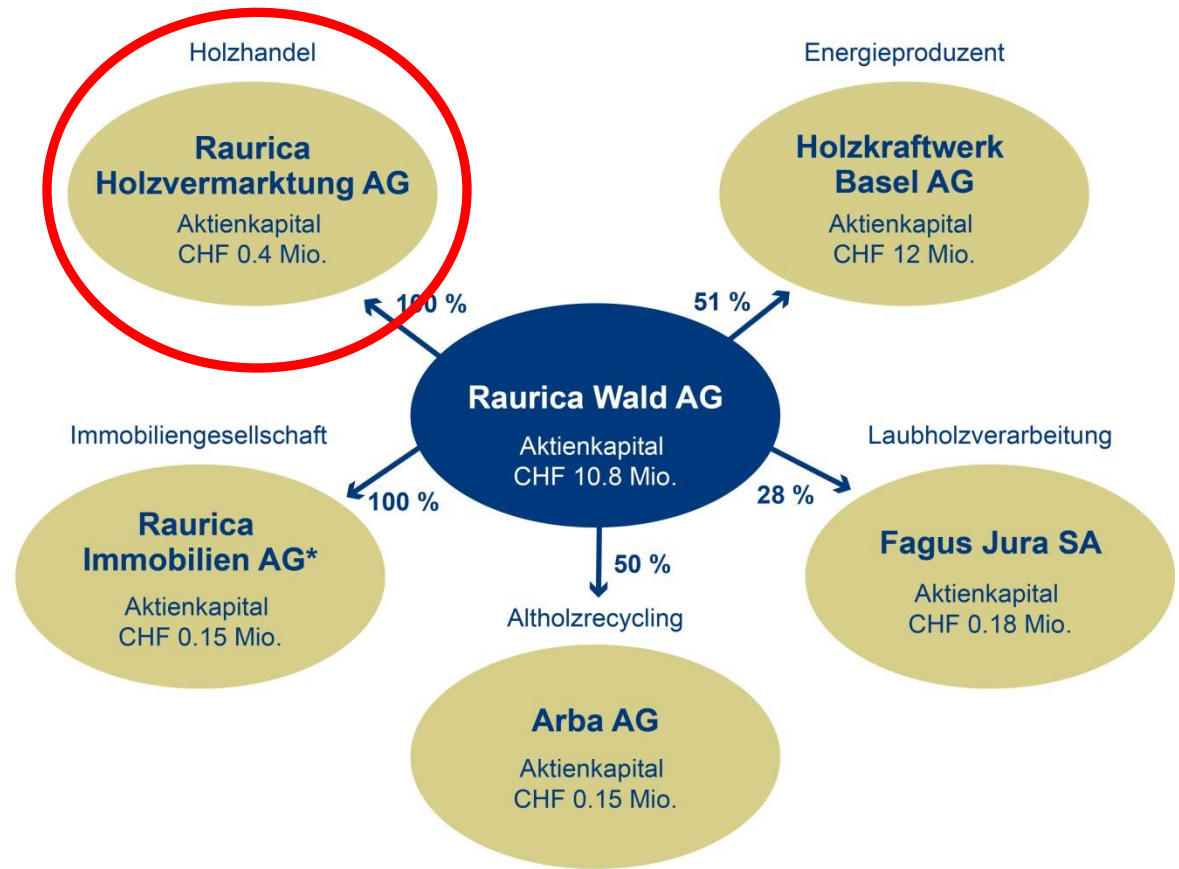 Holzhandel
Raurica
Holzvermarktung AG
Aktienkapital
CHF 0.4 Mio.
100 %
Energieproduzent
Holzkraftwerk
Basel AG
Aktienkapital
CHF 12 Mio.
51 %
Raurica Wald AG
Aktienkapital
CHF 10.8 Mio.
Immobiliengesellschaft
100 %
Raurica
Immobilien AG*
Aktienkapital
CHF 0.15 Mio.
Laubholzverarbeitung
28 %
Fagus Jura SA
Aktienkapital
CHF 0.18 Mio.
50 %
Altholzrecycling
Arba AG
Aktienkapital
CHF 0.15 Mio.